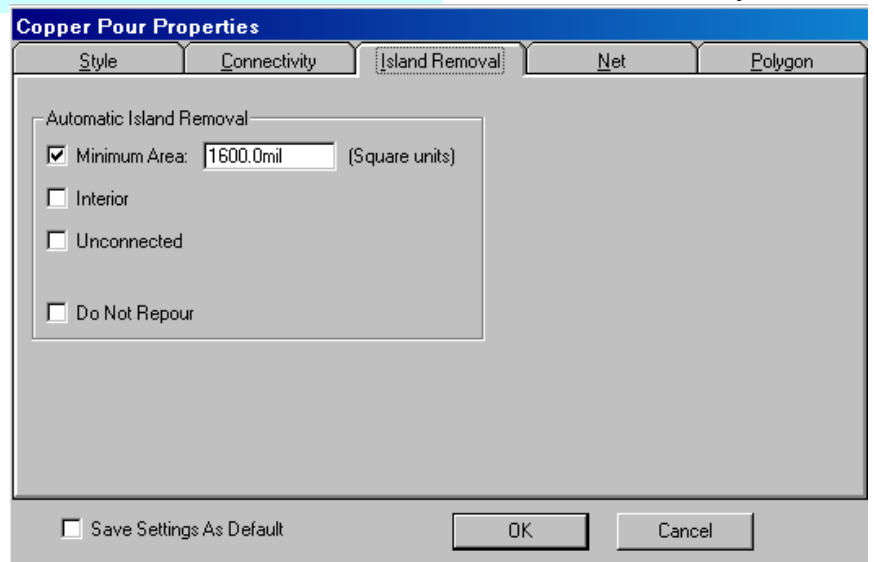 Copper Pour Properties
Style Connectivity Island Removal Net Polygon
Automatic Island Removal
Minimum Area: 1600.0mil (Square units)
Interior
Unconnected
Do Not Repour
Save Settings As Default OK Cancel